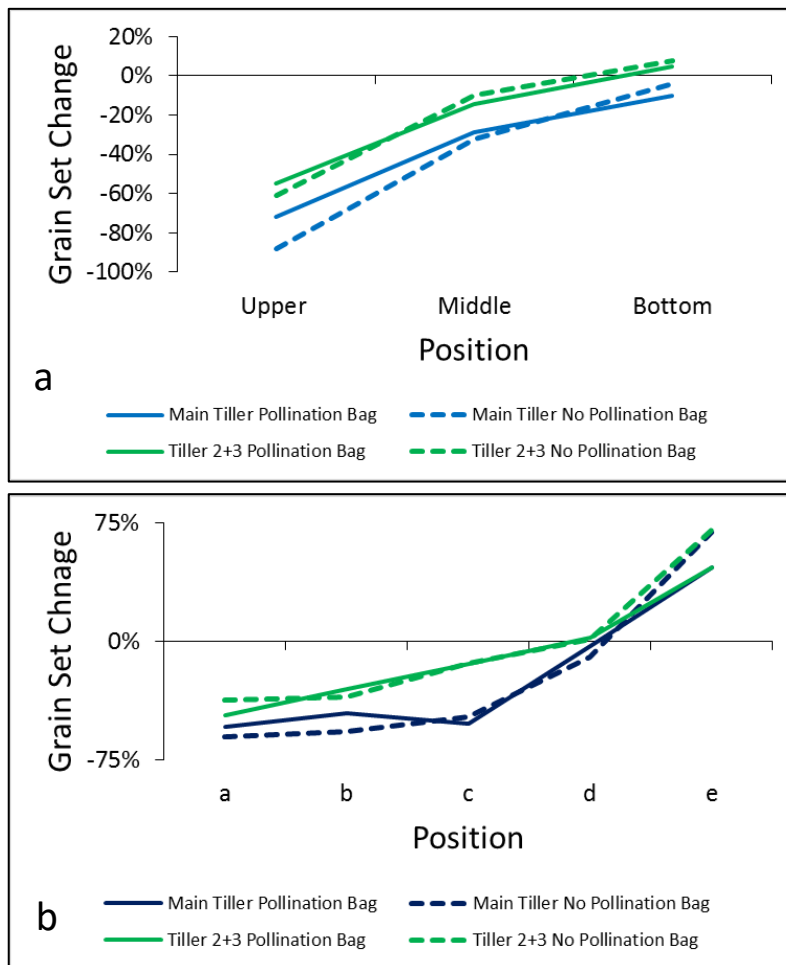 20%
0%
-20%
-40%
-60%
-80%
-100%
Grain Set Change
Upper Middle Bottom
Position
a
Main Tiller Pollination Bag Main Tiller No Pollination Bag
Tiller 2+3 Pollination Bag Tiller 2+3 No Pollination Bag
75%
0%
-75%
Grain Set Chnage
a b c d e
Position
b
Main Tiller Pollination Bag Main Tiller No Pollination Bag
Tiller 2+3 Pollination Bag Tiller 2+3 No Pollination Bag